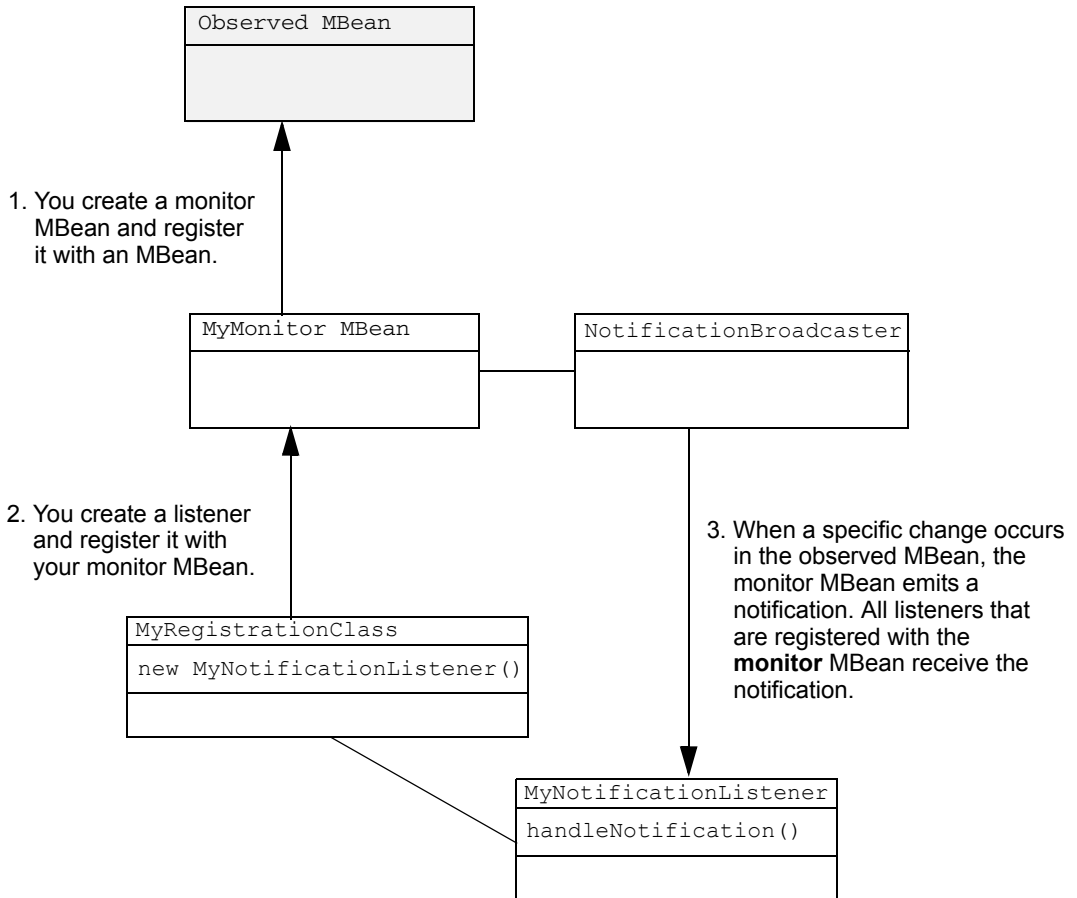 Observed MBean
1. You create a monitor
MBean and register
it with an MBean.
MyMonitor MBean
NotificationBroadcaster
2. You create a listener
and register it with
your monitor MBean.
3. When a specific change occurs
in the observed MBean, the
monitor MBean emits a
notification. All listeners that
are registered with the
monitor MBean receive the
notification.
MyRegistrationClass
new MyNotificationListener()
MyNotificationListener
handleNotification()